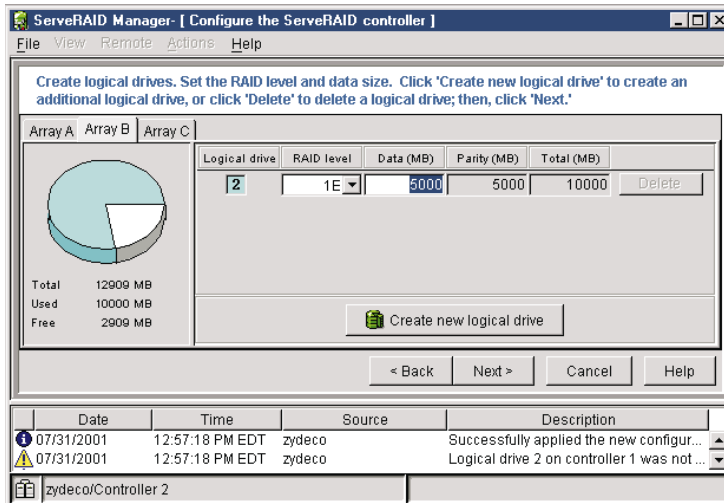 ServeRAID Manager- [ Configure the ServeRAID controller ]
File View Remote Actions Help
Create logical drives. Set the RAID level and data size. Click 'Create new logical drive' to create an
additional logical drive, or click 'Delete' to delete a logical drive; then, click 'Next.'
Array A Array B Array C
Logical drive RAID level Data (MB) Parity (MB) Total (MB)
2 1E 5000 5000 10000 Delete
Total 12909 MB
Used 10000 MB
Free 2909 MB
Create new logical drive
< Back Next > Cancel Help
Date Time Source Description
07/31/2001 12:57:18 PM EDT zydeco Successfully applied the new configur...
07/31/2001 12:57:18 PM EDT zydeco Logical drive 2 on controller 1 was not ...
zydeco/Controller 2